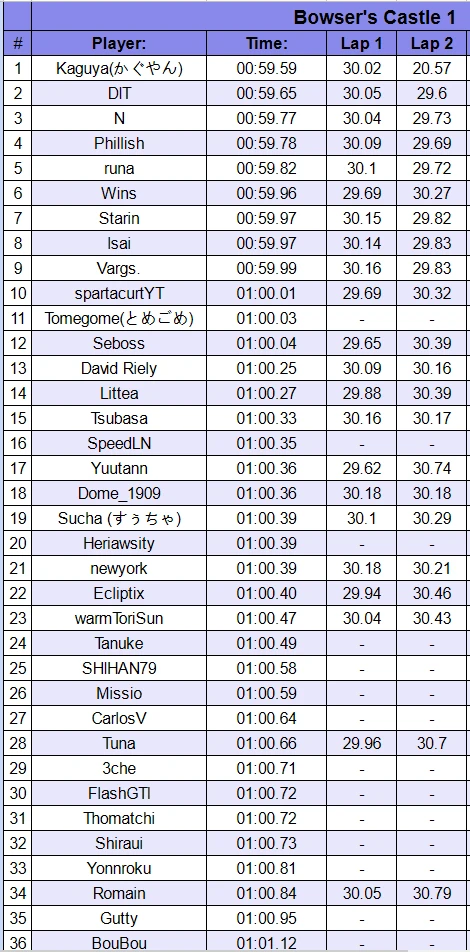 Bowser's Castle 1
# Player: Time: Lap 1 Lap 2
1 Kaguya(かぐやん) 00:59.59 30.02 20.57
2 DIT 00:59.65 30.05 29.6
3 N 00:59.77 30.04 29.73
4 Phillish 00:59.78 30.09 29.69
5 runa 00:59.82 30.1 29.72
6 Wins 00:59.96 29.69 30.27
7 Starin 00:59.97 30.15 29.82
8 Isai 00:59.97 30.14 29.83
9 Vargs. 00:59.99 30.16 29.83
10 spartacurtYT 01:00.01 29.69 30.32
11 Tomegome(とめごめ) 01:00.03 - -
12 Seboss 01:00.04 29.65 30.39
13 David Riely 01:00.25 30.09 30.16
14 Littea 01:00.27 29.88 30.39
15 Tsubasa 01:00.33 30.16 30.17
16 SpeedLN 01:00.35 - -
17 Yuutann 01:00.36 29.62 30.74
18 Dome_1909 01:00.36 30.18 30.18
19 Sucha (すぅちゃ) 01:00.39 30.1 30.29
20 Heriawsity 01:00.39 - -
21 newyork 01:00.39 30.18 30.21
22 Ecliptix 01:00.40 29.94 30.46
23 warmToriSun 01:00.47 30.04 30.43
24 Tanuke 01:00.49 - -
25 SHIHAN79 01:00.58 - -
26 Missio 01:00.59 - -
27 CarlosV 01:00.64 - -
28 Tuna 01:00.66 29.96 30.7
29 3che 01:00.71 - -
30 FlashGTI 01:00.72 - -
31 Thomatchi 01:00.72 - -
32 Shiraui 01:00.73 - -
33 Yonnroku 01:00.81 - -
34 Romain 01:00.84 30.05 30.79
35 Gutty 01:00.95 - -
36 BouBou 01:01.12 - -